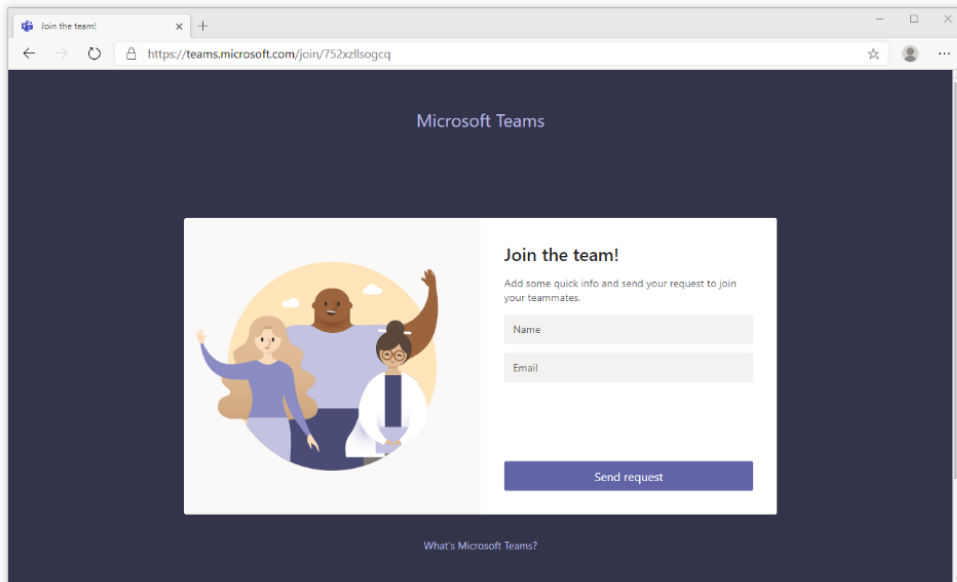 Join the team!
https://teams.microsoft.com/join/752xzllsogcq
Microsoft Teams
Join the team!
Add some quick info and send your request to join
your teammates.
Name
Email
Send request
What's Microsoft Teams?